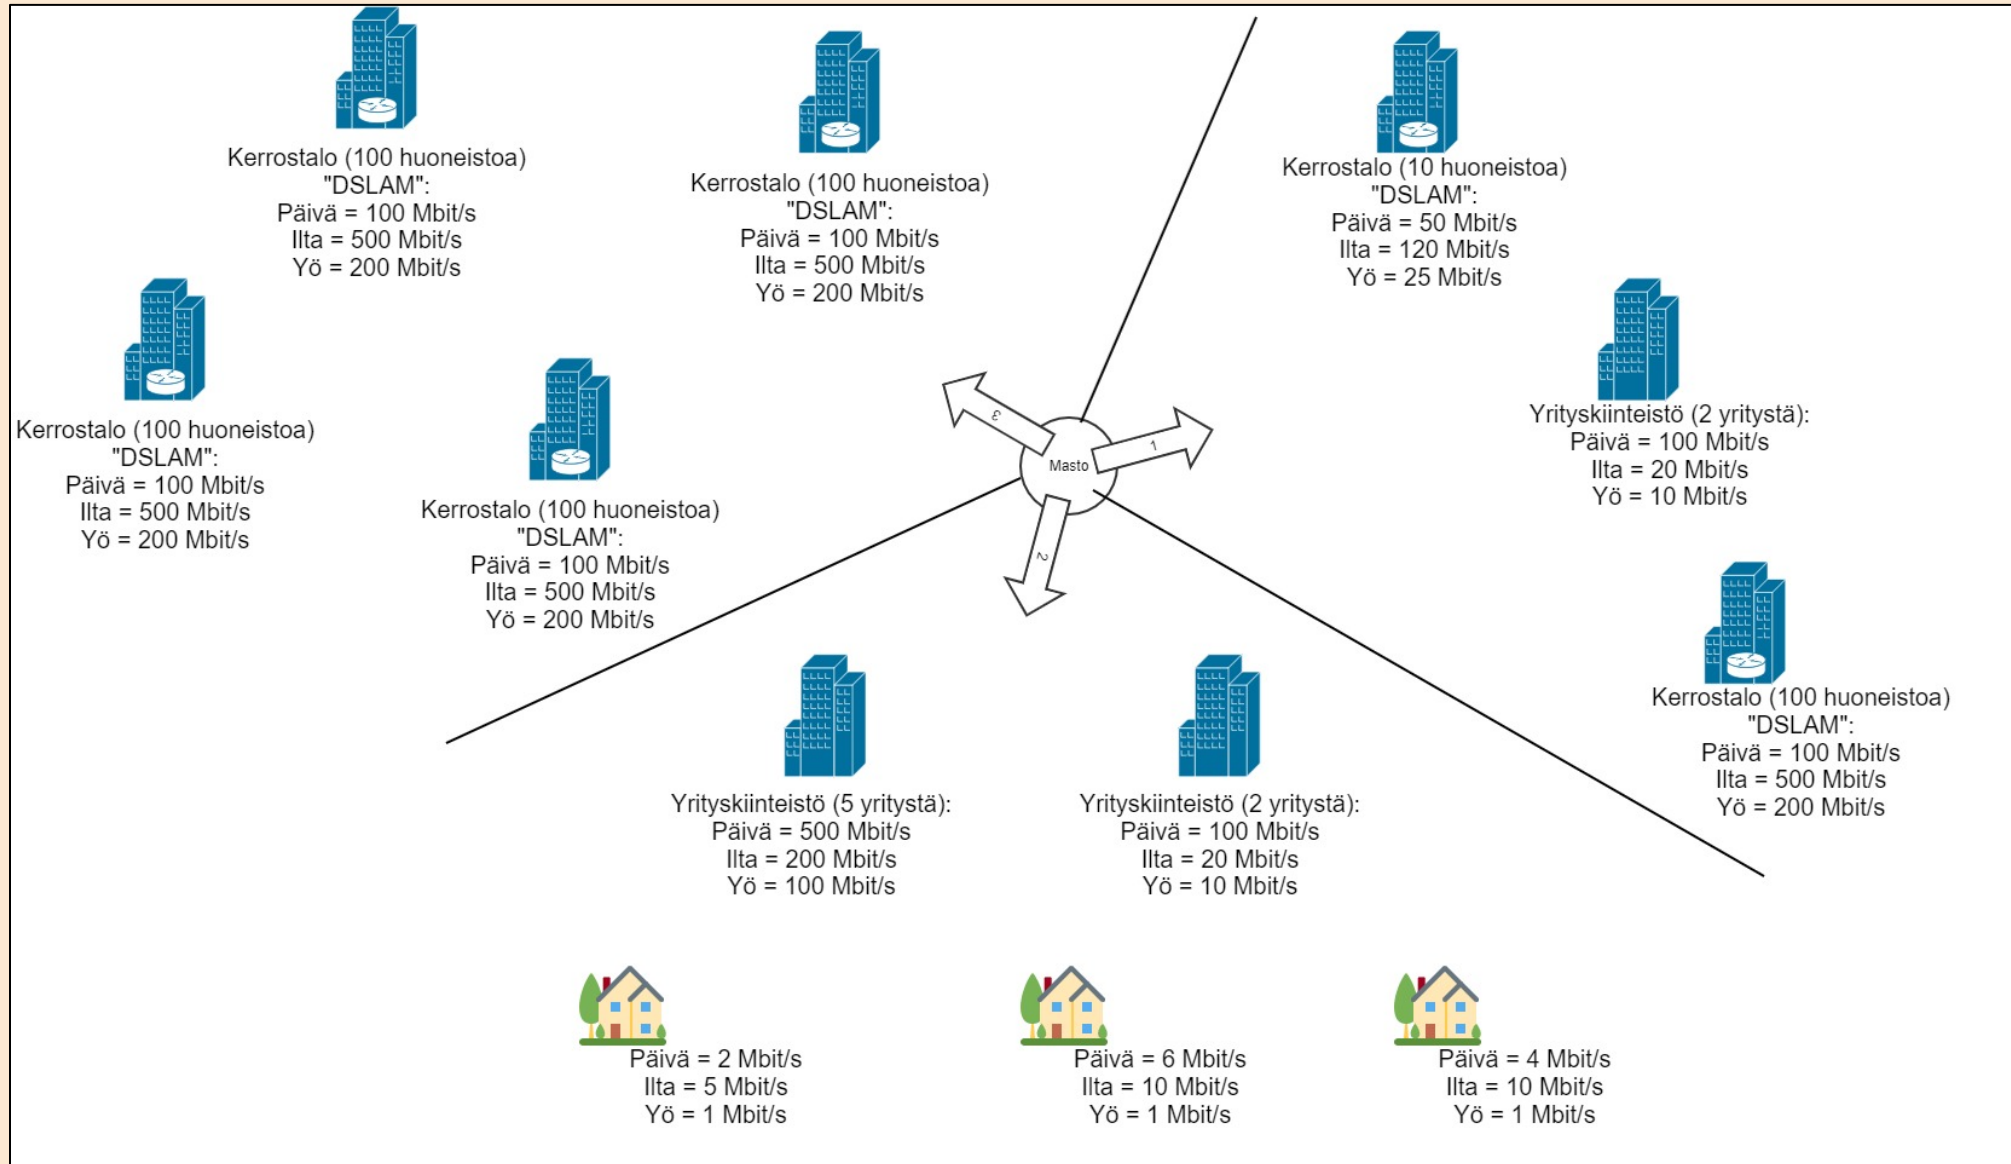 Kerrostalo (100 huoneistoa)
"DSLAM":
Päivä = 100 Mbit/s
Ilta = 500 Mbit/s
Yö = 200 Mbit/s
Kerrostalo (100 huoneistoa)
"DSLAM":
Päivä = 100 Mbit/s
Ilta = 500 Mbit/s
Yö = 200 Mbit/s
Kerrostalo (10 huoneistoa)
"DSLAM":
Päivä = 50 Mbit/s
Ilta = 120 Mbit/s
Yö = 25 Mbit/s
Kerrostalo (100 huoneistoa)
"DSLAM":
Päivä = 100 Mbit/s
Ilta = 500 Mbit/s
Yö = 200 Mbit/s
Kerrostalo (100 huoneistoa)
"DSLAM":
Päivä = 100 Mbit/s
Ilta = 500 Mbit/s
Yö = 200 Mbit/s
3
1
Masto
2
Yrityskiinteistö (2 yritystä):
Päivä = 100 Mbit/s
Ilta = 20 Mbit/s
Yö = 10 Mbit/s
Kerrostalo (100 huoneistoa)
"DSLAM":
Päivä = 100 Mbit/s
Ilta = 500 Mbit/s
Yö = 200 Mbit/s
Yrityskiinteistö (5 yritystä):
Päivä = 500 Mbit/s
Ilta = 200 Mbit/s
Yö = 100 Mbit/s
Yrityskiinteistö (2 yritystä):
Päivä = 100 Mbit/s
Ilta = 20 Mbit/s
Yö = 10 Mbit/s
Päivä = 2 Mbit/s
Ilta = 5 Mbit/s
Yö = 1 Mbit/s
Päivä = 6 Mbit/s
Ilta = 10 Mbit/s
Yö = 1 Mbit/s
Päivä = 4 Mbit/s
Ilta = 10 Mbit/s
Yö = 1 Mbit/s